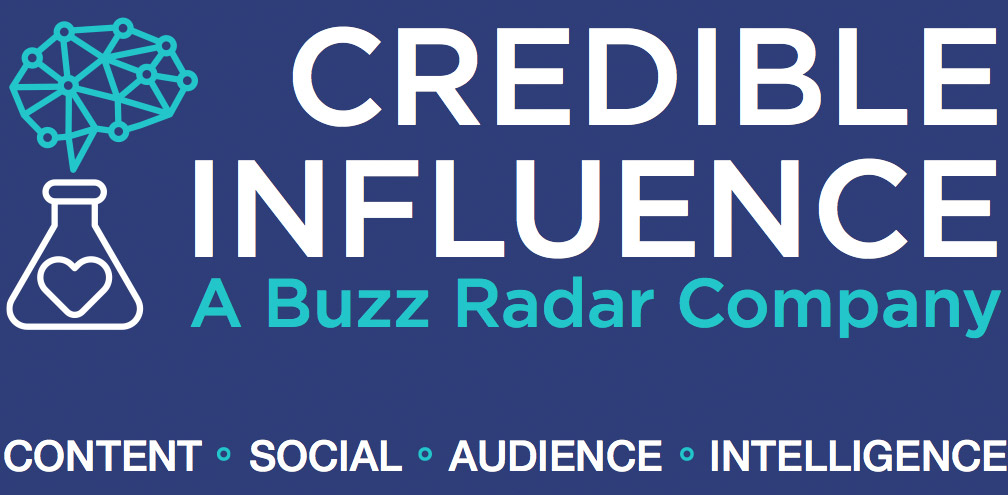 CREDIBLE
INFLUENCE
A Buzz Radar Company
CONTENT ∘ SOCIAL ∘ AUDIENCE ∘ INTELLIGENCE